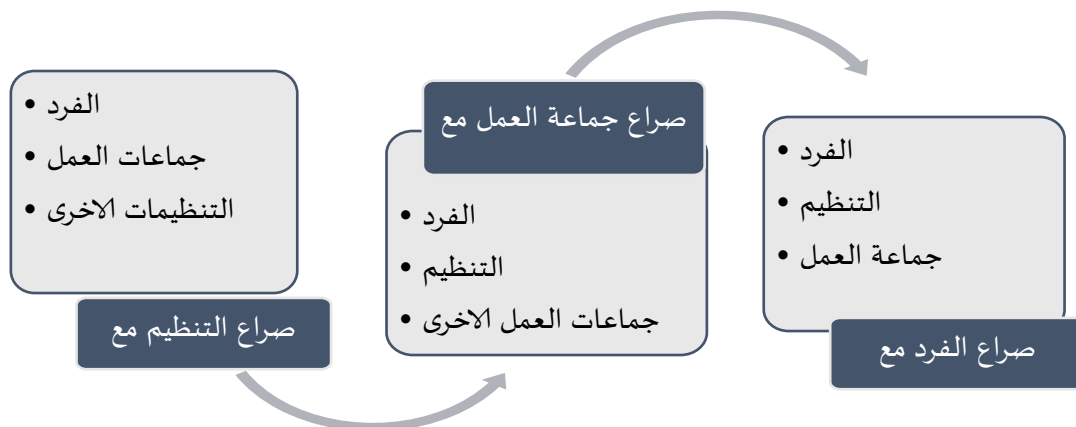 • الفرد
• التنظيم
• جماعة العمل
صراع الفرد مع
صراع جماعة العمل مع
• الفرد
• التنظيم
• جماعات العمل الاخرى
• الفرد
• جماعات العمل
• التنظيمات الاخرى
صراع التنظيم مع